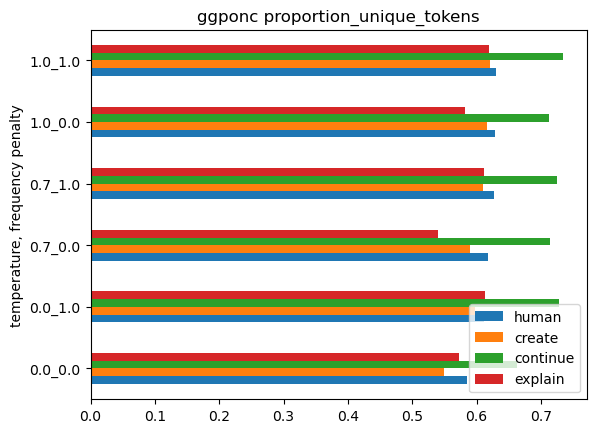 ggponc proportion_unique_tokens
temperature, frequency penalty
1.0_1.0
1.0_0.0
0.7_1.0
0.7_0.0
0.0_1.0
0.0_0.0
human
create
continue
explain
0.0 0.1 0.2 0.3 0.4 0.5 0.6 0.7